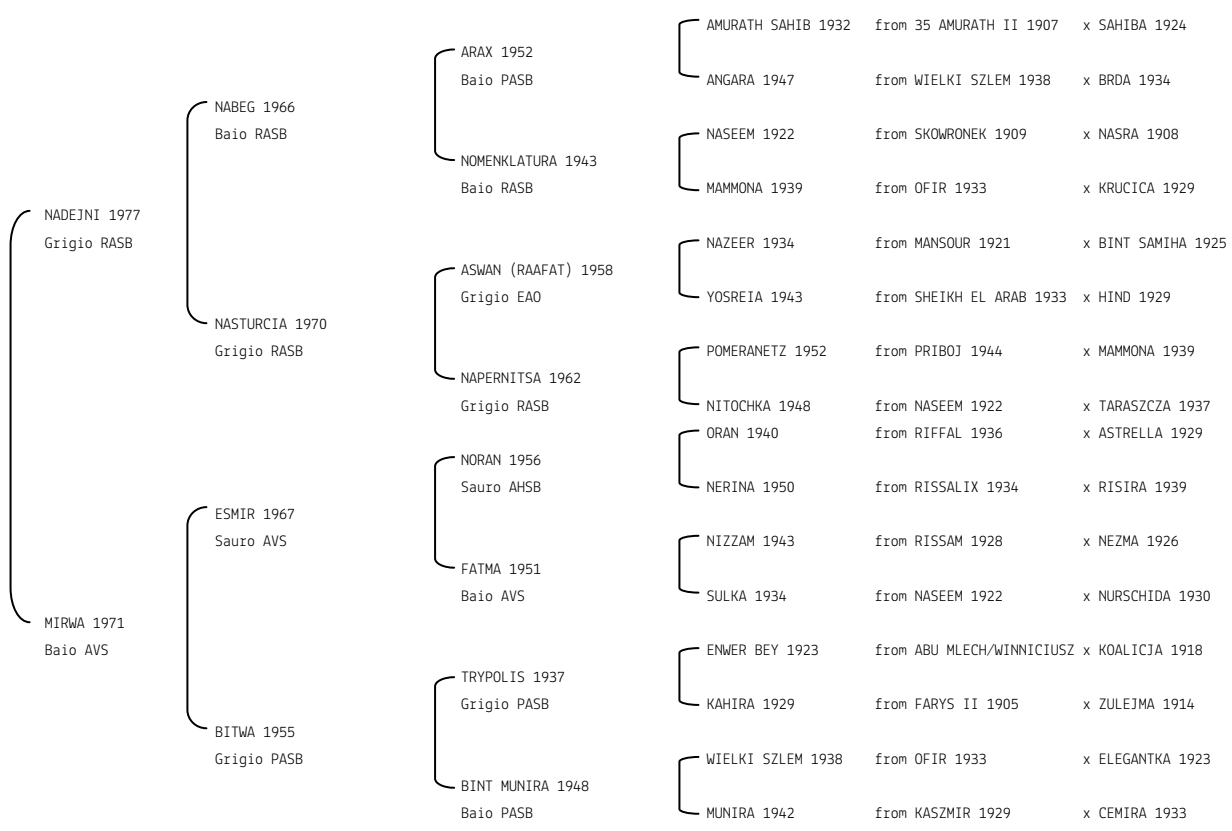 AMURATH SAHIB 1932 from 35 AMURATH II 1907 x SAHIBA 1924
ARAX 1952
Baio PASB
ANGARA 1947 from WIELKI SZLEM 1938 x BRDA 1934
NABEG 1966
Baio RASB
NASEEM 1922 from SKOWRONEK 1909 x NASRA 1908
NOMENKLATURA 1943
Baio RASB
MAMMONA 1939 from OFIR 1933 x KRUCICA 1929
NADEJNI 1977
Grigio RASB
NAZEER 1934 from MANSOUR 1921 x BINT SAMIHA 1925
ASWAN (RAAFAT) 1958
Grigio EAO
YOSREIA 1943 from SHEIKH EL ARAB 1933 x HIND 1929
NASTURCIA 1970
Grigio RASB
POMERANETZ 1952 from PRIBOJ 1944 x MAMMONA 1939
NAPERNITSA 1962
Grigio RASB
NITOCHKA 1948 from NASEEM 1922 x TARASZCZA 1937
ORAN 1940 from RIFFAL 1936 x ASTRELLA 1929
NORAN 1956
Sauro AHSB
NERINA 1950 from RISSALIX 1934 x RISIRA 1939
ESMIR 1967
Sauro AVS
NIZZAM 1943 from RISSAM 1928 x NEZMA 1926
FATMA 1951
Baio AVS
SULKA 1934 from NASEEM 1922 x NURSCHIDA 1930
MIRWA 1971
Baio AVS
ENWER BEY 1923 from ABU MLECH/WINNICIUSZ x KOALICJA 1918
TRYPOLIS 1937
Grigio PASB
KAHIRA 1929 from FARYS II 1905 x ZULEJMA 1914
BITWA 1955
Grigio PASB
WIELKI SZLEM 1938 from OFIR 1933 x ELEGANTKA 1923
BINT MUNIRA 1948
Baio PASB
MUNIRA 1942 from KASZMIR 1929 x CEMIRA 1933